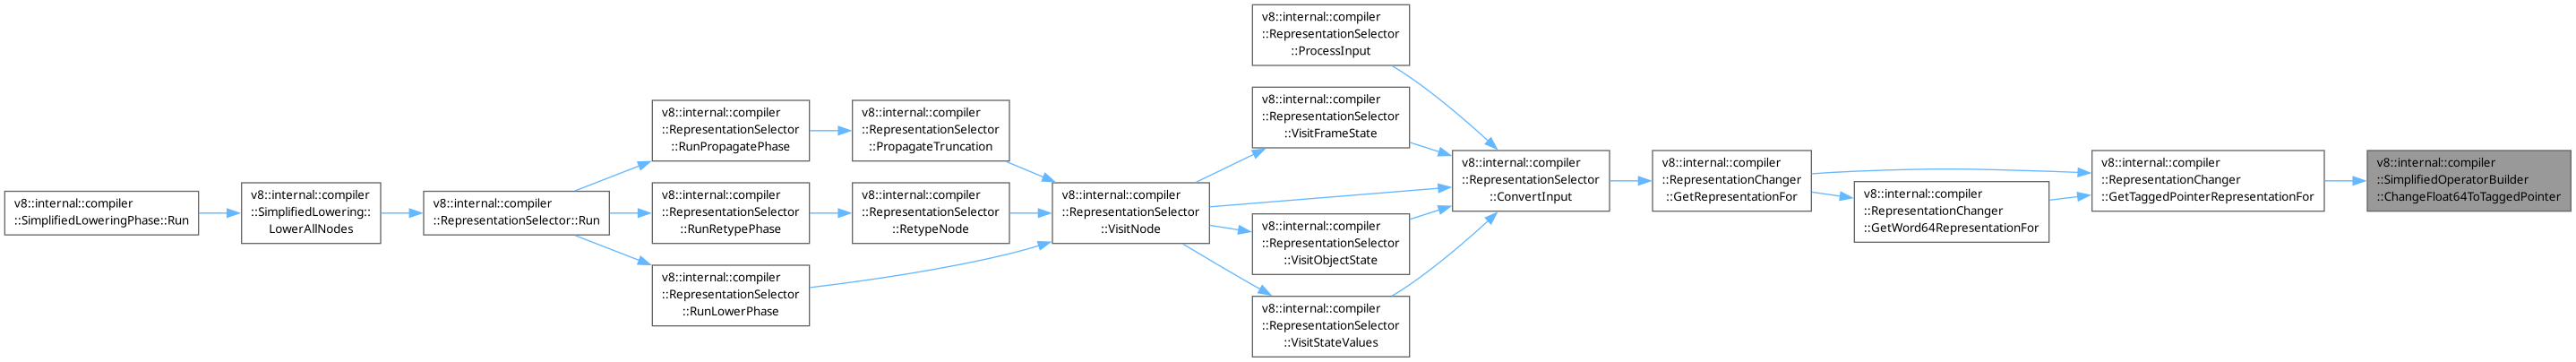 v8::internal::compiler
::SimplifiedLoweringPhase::Run
v8::internal::compiler
::SimplifiedLowering::
LowerAllNodes
v8::internal::compiler
::RepresentationSelector::Run
v8::internal::compiler
::RepresentationSelector
::RunPropagatePhase
v8::internal::compiler
::RepresentationSelector
::RunRetypePhase
v8::internal::compiler
::RepresentationSelector
::RunLowerPhase
v8::internal::compiler
::RepresentationSelector
::PropagateTruncation
v8::internal::compiler
::RepresentationSelector
::RetypeNode
v8::internal::compiler
::RepresentationSelector
::VisitNode
v8::internal::compiler
::RepresentationSelector
::ProcessInput
v8::internal::compiler
::RepresentationSelector
::VisitFrameState
v8::internal::compiler
::RepresentationSelector
::VisitObjectState
v8::internal::compiler
::RepresentationSelector
::VisitStateValues
v8::internal::compiler
::RepresentationSelector
::ConvertInput
v8::internal::compiler
::RepresentationChanger
::GetRepresentationFor
v8::internal::compiler
::RepresentationChanger
::GetWord64RepresentationFor
v8::internal::compiler
::RepresentationChanger
::GetTaggedPointerRepresentationFor
v8::internal::compiler
::SimplifiedOperatorBuilder
::ChangeFloat64ToTaggedPointer